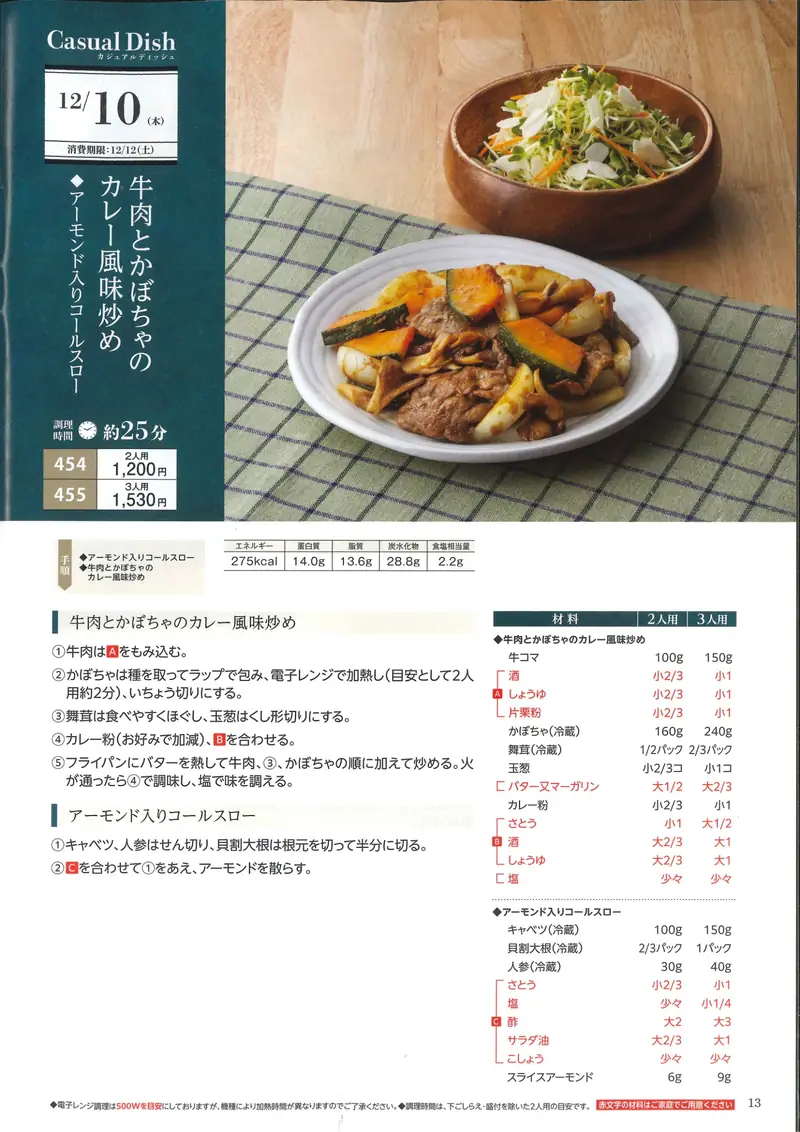 Casual Dish
カジュアルディッシュ
12/10(木)
消費期限:12/12(土)
牛肉とかぼちゃの
カレー風味炒め
◆アーモンド入りコールスロー
調理時間 約25分
454 2人用 1,200円
455 3人用 1,530円
手順
◆アーモンド入りコールスロー
◆牛肉とかぼちゃの
カレー風味炒め
エネルギー 蛋白質 脂質 炭水化物 食塩相当量
275kcal 14.0g 13.6g 28.8g 2.2g
牛肉とかぼちゃのカレー風味炒め
①牛肉はAをもみ込む。
②かぼちゃは種を取ってラップで包み、電子レンジで加熱し(目安として2人
用約2分)、いちょう切りにする。
③舞茸は食べやすくほぐし、玉葱はくし形切りにする。
④カレー粉(お好みで加減)、Bを合わせる。
⑤フライパンにバターを熱して牛肉、③、かぼちゃの順に加えて炒める。火
が通ったら④で調味し、塩で味を調える。
アーモンド入りコールスロー
①キャベツ、人参はせん切り、貝割大根は根元を切って半分に切る。
②Cを合わせて①をあえ、アーモンドを散らす。
材料 2人用 3人用
◆牛肉とかぼちゃのカレー風味炒め
牛コマ 100g 150g
酒 小2/3 小1
A しょうゆ 小2/3 小1
片栗粉 小2/3 小1
かぼちゃ(冷蔵) 160g 240g
舞茸(冷蔵) 1/2パック 2/3パック
玉葱 小2/3コ 小1コ
バター又マーガリン 大1/2 大2/3
カレー粉 小2/3 小1
さとう 小1 大1/2
B 酒 大2/3 大1
しょうゆ 大2/3 大1
塩 少々 少々
◆アーモンド入りコールスロー
キャベツ(冷蔵) 100g 150g
貝割大根(冷蔵) 2/3パック 1パック
人参(冷蔵) 30g 40g
さとう 小2/3 小1
塩 少々 小1/4
C 酢 大2 大3
サラダ油 大2/3 大1
こしょう 少々 少々
スライスアーモンド 6g 9g
◆電子レンジ調理は500Wを目安にしておりますが、機種により加熱時間が異なりますのでご了承ください。◆調理時間は、下ごしらえ・盛付を除いた2人用の目安です。 赤文字の材料はご家庭でご用意ください 13